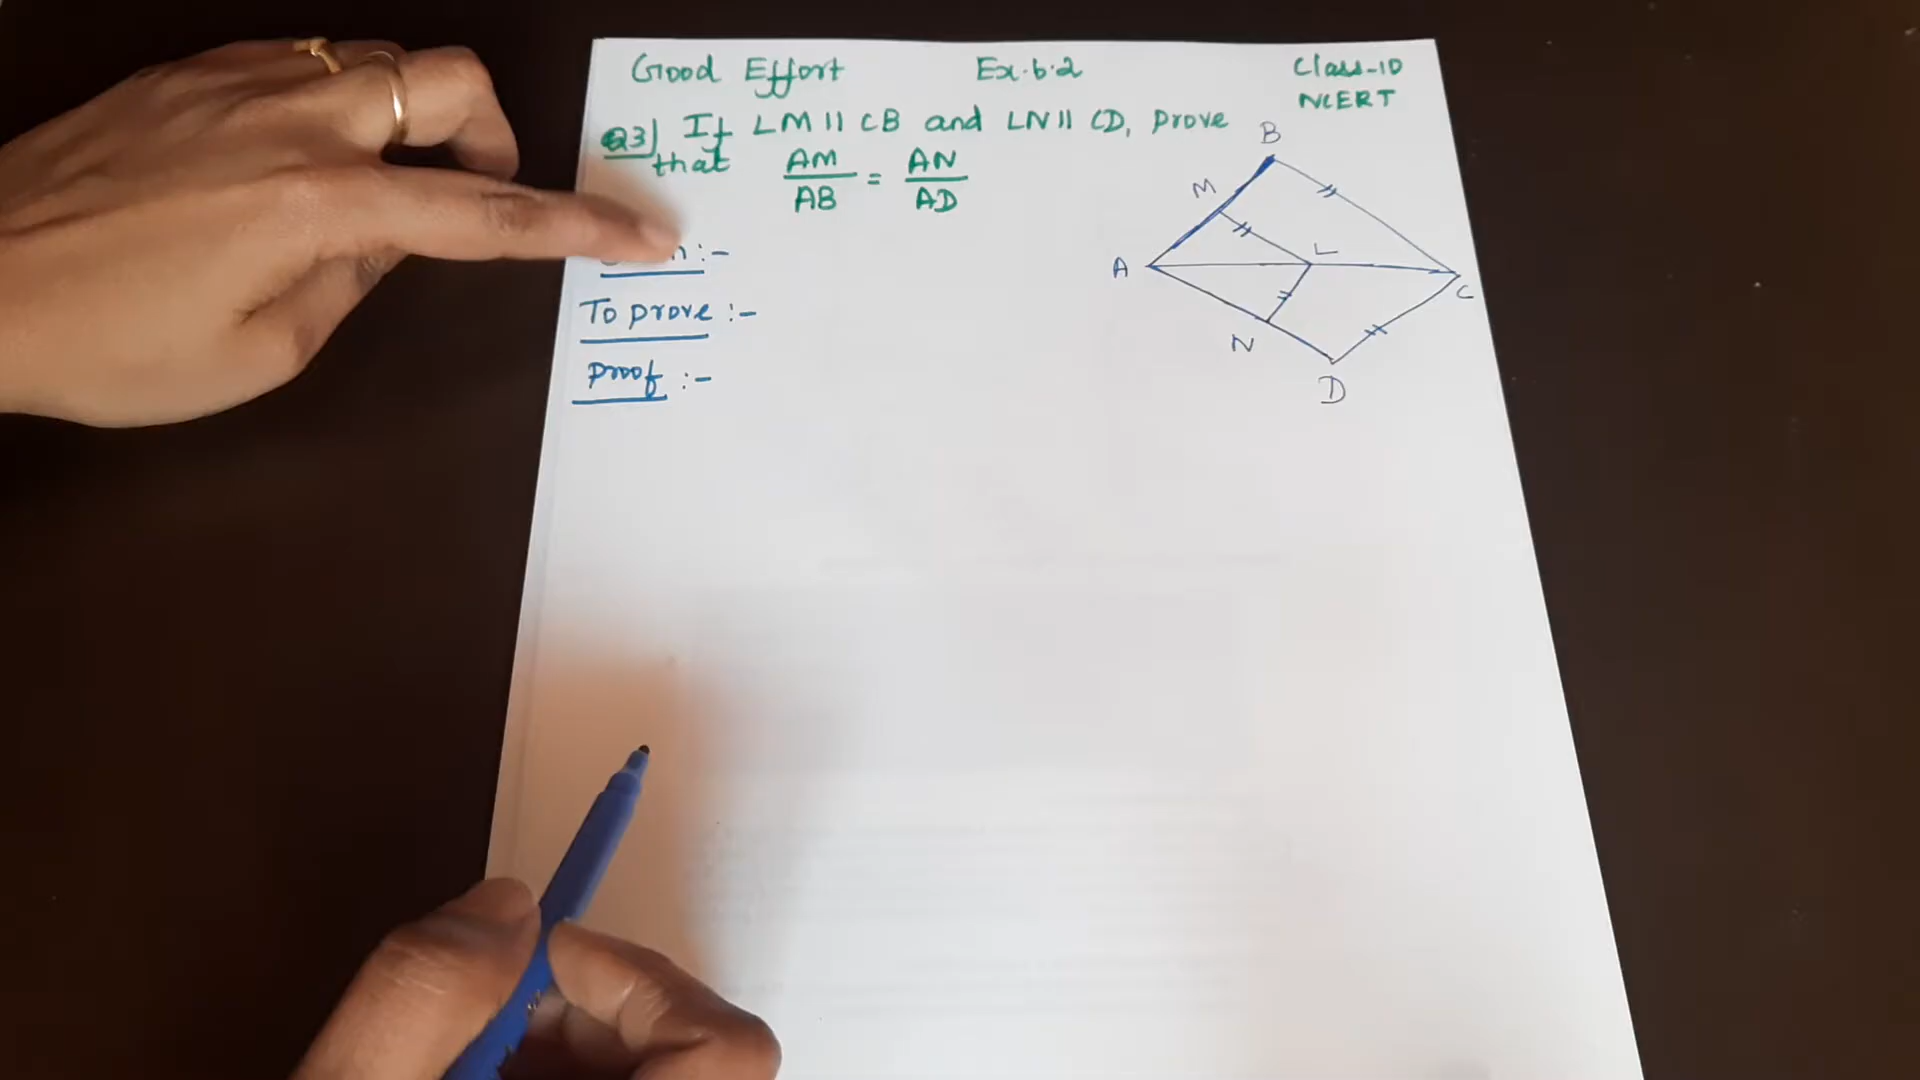 Good Effort Ex.6.2 Class-10
NCERT
Q3) If LM || CB and LN || CD, prove
that AM/AB = AN/AD
B
M
L
A
C
N
D
:-
To prove :-
Proof :-